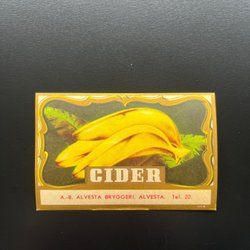 CIDER
A.-B. ALVESTA BRYGGERI, ALVESTA. Tel. 20